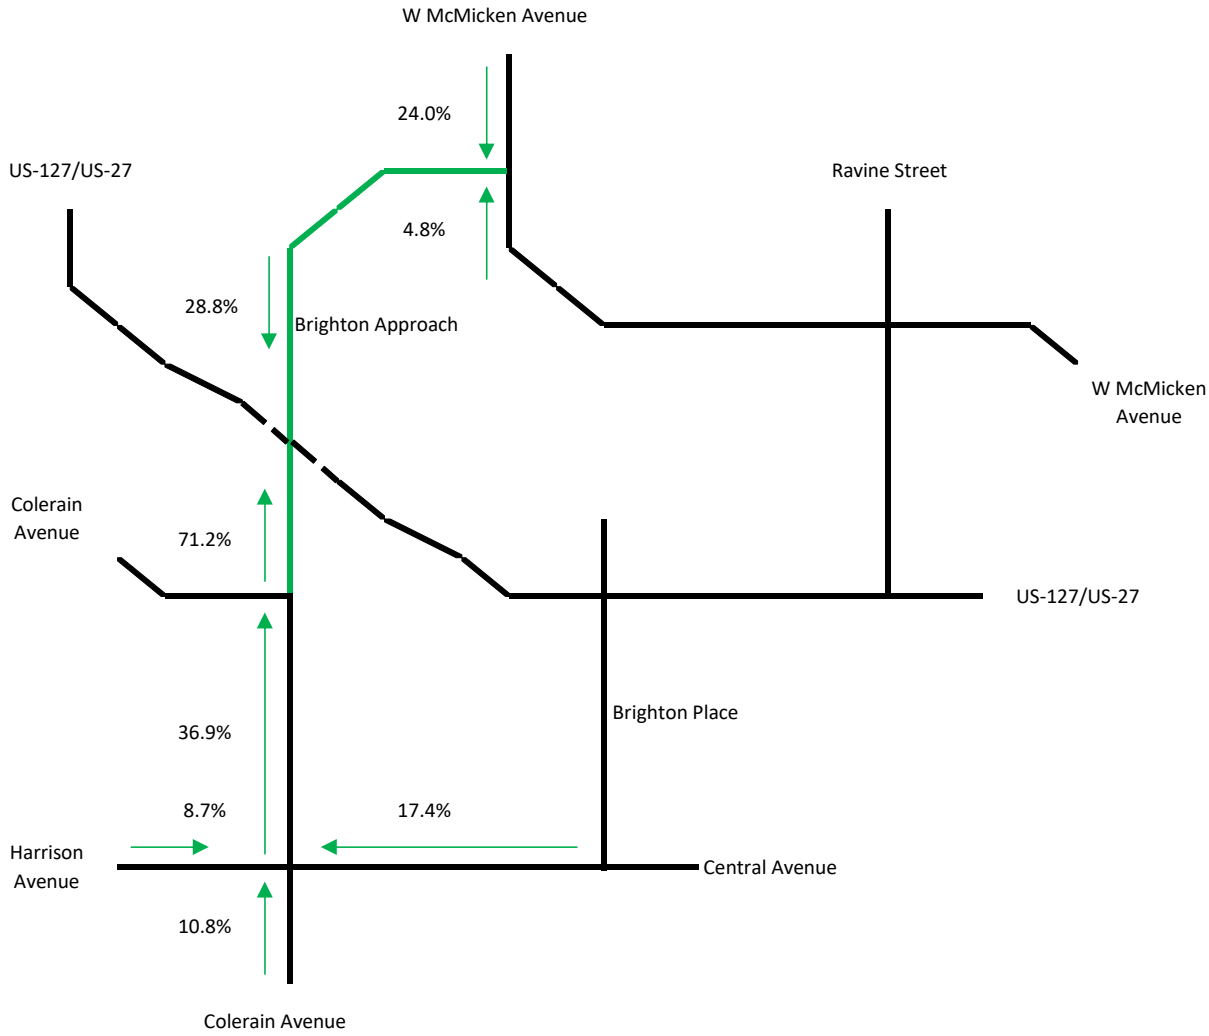 W McMicken Avenue
24.0%
US-127/US-27
Ravine Street
4.8%
28.8%
Brighton Approach
W McMicken
Avenue
Colerain
Avenue
71.2%
US-127/US-27
Brighton Place
36.9%
8.7%
17.4%
Harrison
Avenue
Central Avenue
10.8%
Colerain Avenue